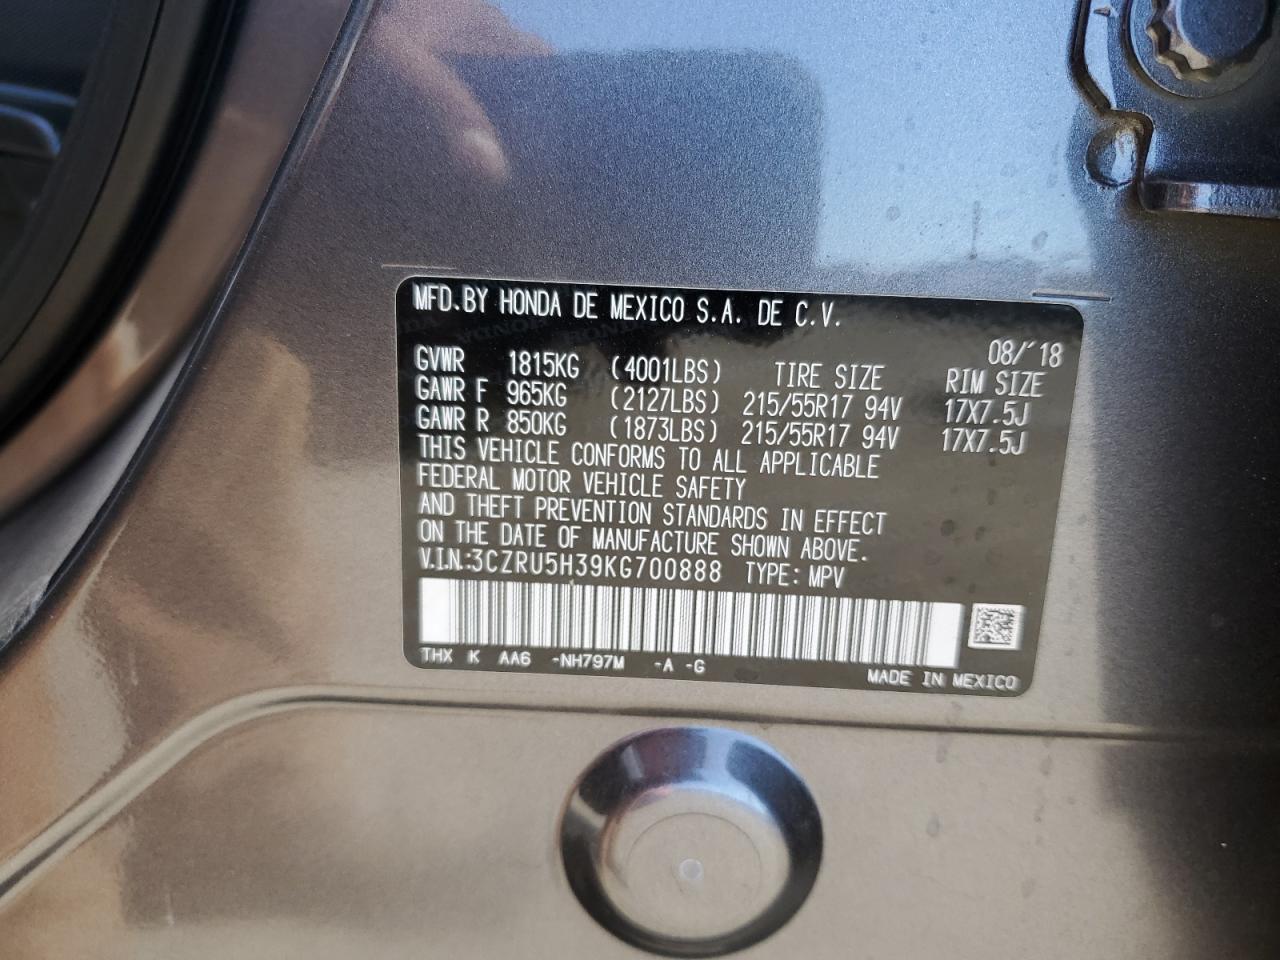 MFD.BY HONDA DE MEXICO S.A. DE C.V.
08/'18
GVWR 1815KG (4001LBS) TIRE SIZE RIM SIZE
GAWR F 965KG (2127LBS) 215/55R17 94V 17X7.5J
GAWR R 850KG (1873LBS) 215/55R17 94V 17X7.5J
THIS VEHICLE CONFORMS TO ALL APPLICABLE
FEDERAL MOTOR VEHICLE SAFETY
AND THEFT PREVENTION STANDARDS IN EFFECT
ON THE DATE OF MANUFACTURE SHOWN ABOVE.
V.I.N.:3CZRU5H39KG700888 TYPE: MPV
THX K AA6 -NH797M -A -G
MADE IN MEXICO